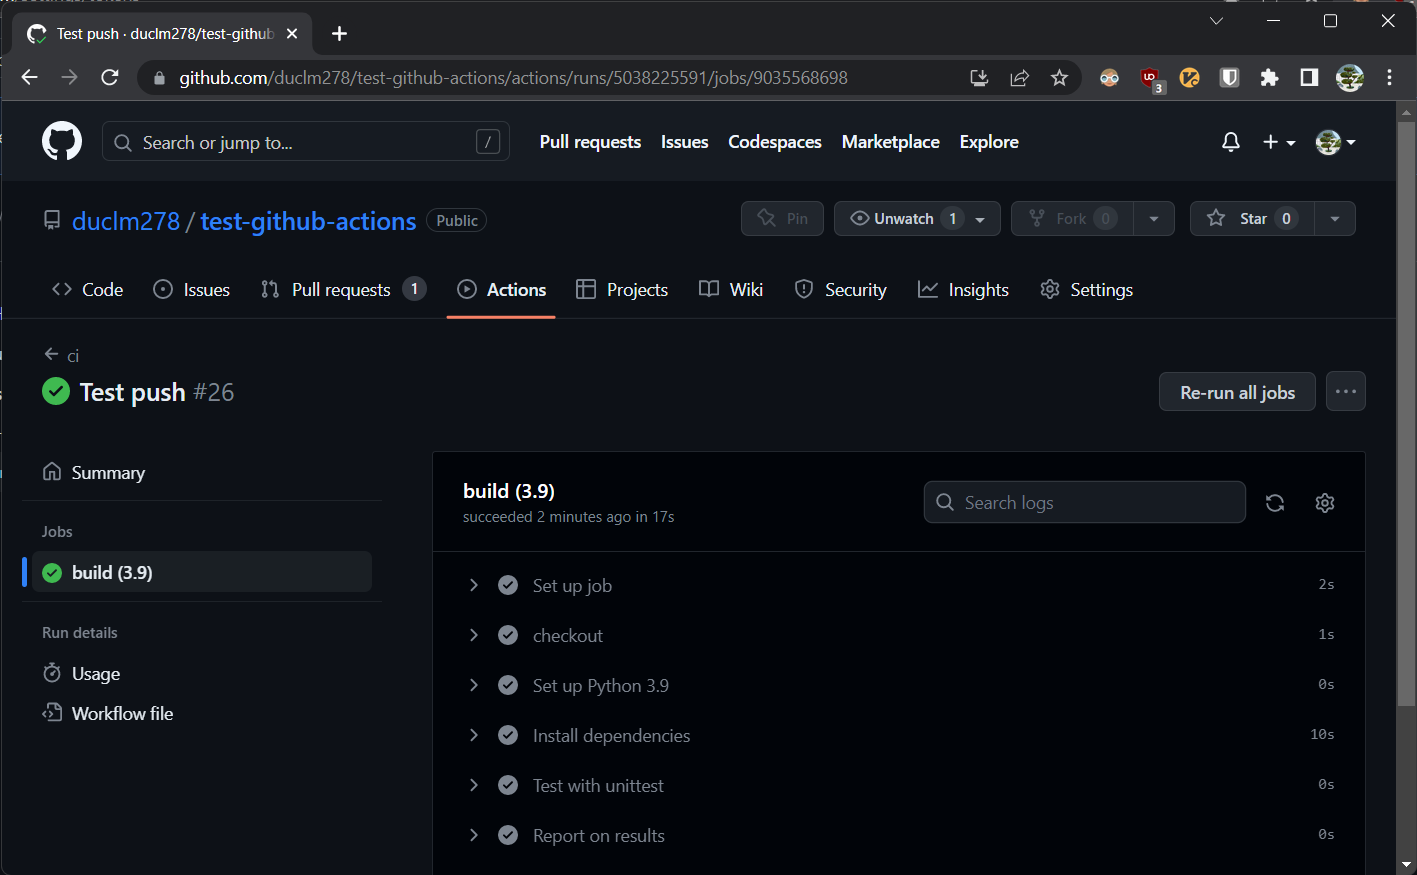 Test push · duclm278/test-github
github.com/duclm278/test-github-actions/actions/runs/5038225591/jobs/9035568698
3
Search or jump to... /
Pull requests Issues Codespaces Marketplace Explore
duclm278 / test-github-actions Public
Pin Unwatch 1 Fork 0 Star 0
Code Issues Pull requests 1 Actions Projects Wiki Security Insights Settings
ci
Test push #26
Re-run all jobs
Summary
Jobs
build (3.9)
Run details
Usage
Workflow file
build (3.9)
succeeded 2 minutes ago in 17s
Search logs
Set up job 2s
checkout 1s
Set up Python 3.9 0s
Install dependencies 10s
Test with unittest 0s
Report on results 0s